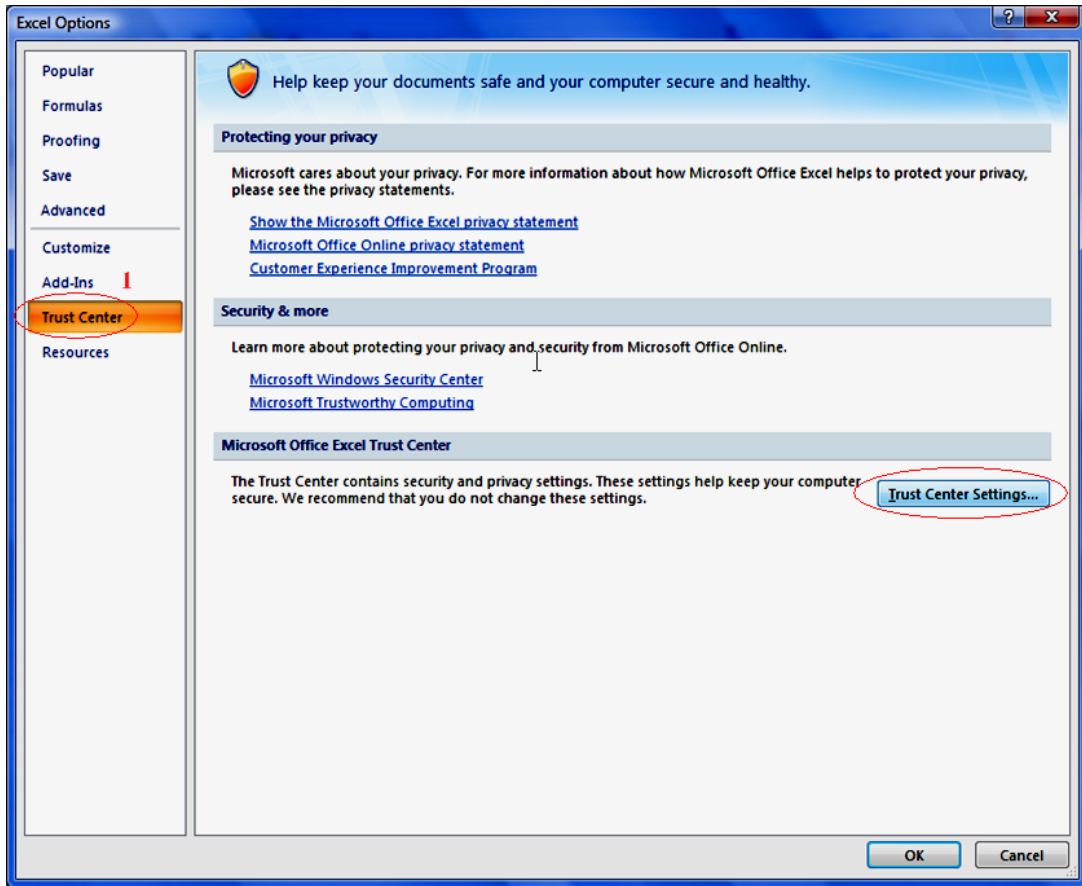 Excel Options
?
X
Popular
Formulas
Proofing
Save
Advanced
Customize
Add-Ins
1
Trust Center
Resources
Help keep your documents safe and your computer secure and healthy.
Protecting your privacy
Microsoft cares about your privacy. For more information about how Microsoft Office Excel helps to protect your privacy,
please see the privacy statements.
Show the Microsoft Office Excel privacy statement
Microsoft Office Online privacy statement
Customer Experience Improvement Program
Security & more
Learn more about protecting your privacy and security from Microsoft Office Online.
Microsoft Windows Security Center
Microsoft Trustworthy Computing
Microsoft Office Excel Trust Center
The Trust Center contains security and privacy settings. These settings help keep your computer
secure. We recommend that you do not change these settings.
Trust Center Settings...
OK
Cancel